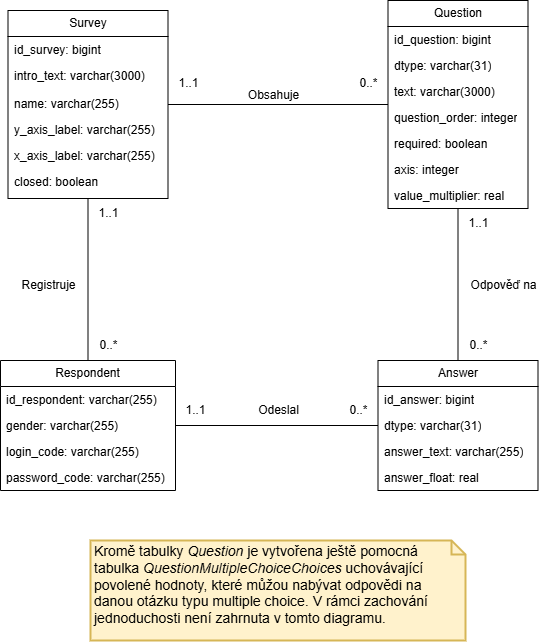 Survey
id_survey: bigint
intro_text: varchar(3000)
name: varchar(255)
y_axis_label: varchar(255)
x_axis_label: varchar(255)
closed: boolean
1..1
Obsahuje
0..*
Question
id_question: bigint
dtype: varchar(31)
text: varchar(3000)
question_order: integer
required: boolean
axis: integer
value_multiplier: real
1..1
Registruje
0..*
1..1
Odpověď na
0..*
Respondent
id_respondent: varchar(255)
gender: varchar(255)
login_code: varchar(255)
password_code: varchar(255)
1..1
Odeslal
0..*
Answer
id_answer: bigint
dtype: varchar(31)
answer_text: varchar(255)
answer_float: real
Kromě tabulky Question je vytvořena ještě pomocná
tabulka QuestionMultipleChoiceChoices uchovávající
povolené hodnoty, které můžou nabývat odpovědi na
danou otázku typu multiple choice. V rámci zachování
jednoduchosti není zahrnuta v tomto diagramu.